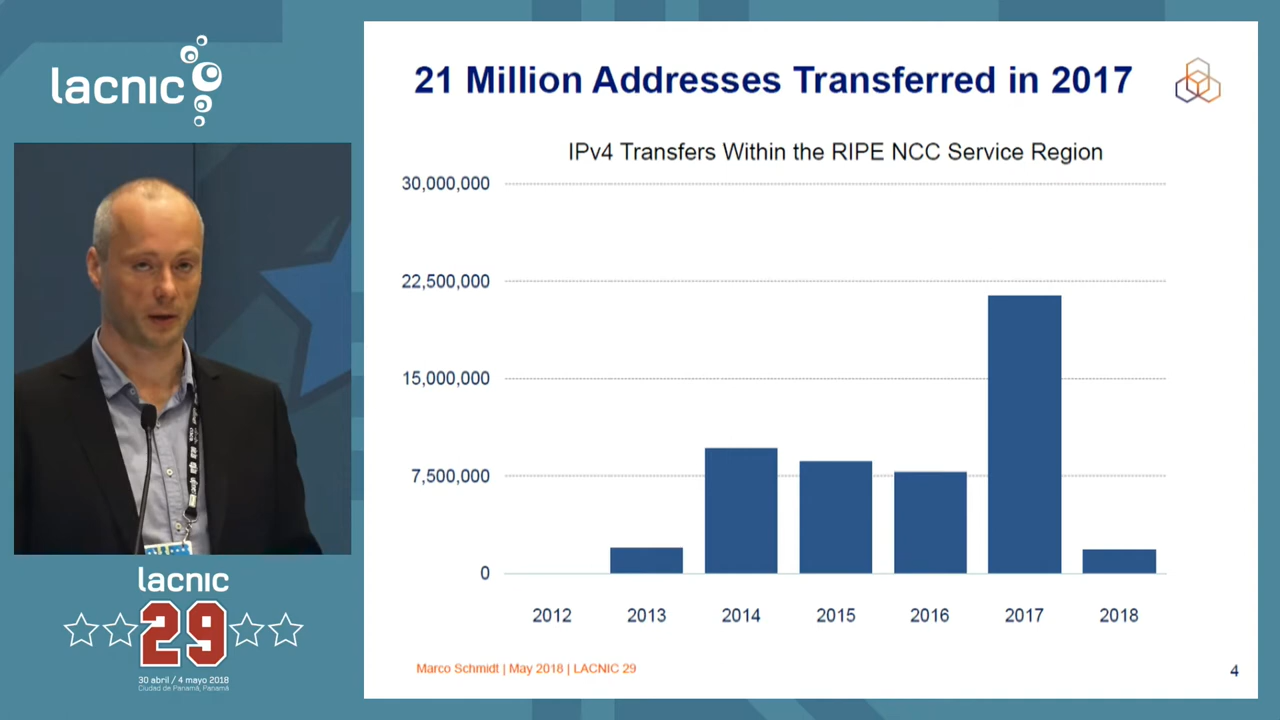 lacnic
21 Million Addresses Transferred in 2017
IPv4 Transfers Within the RIPE NCC Service Region
30,000,000
22,500,000
15,000,000
7,500,000
0
2012 2013 2014 2015 2016 2017 2018
Marco Schmidt | May 2018 | LACNIC 29
4
lacnic
29
30 abril / 4 mayo 2018
Ciudad de Panamá, Panamá